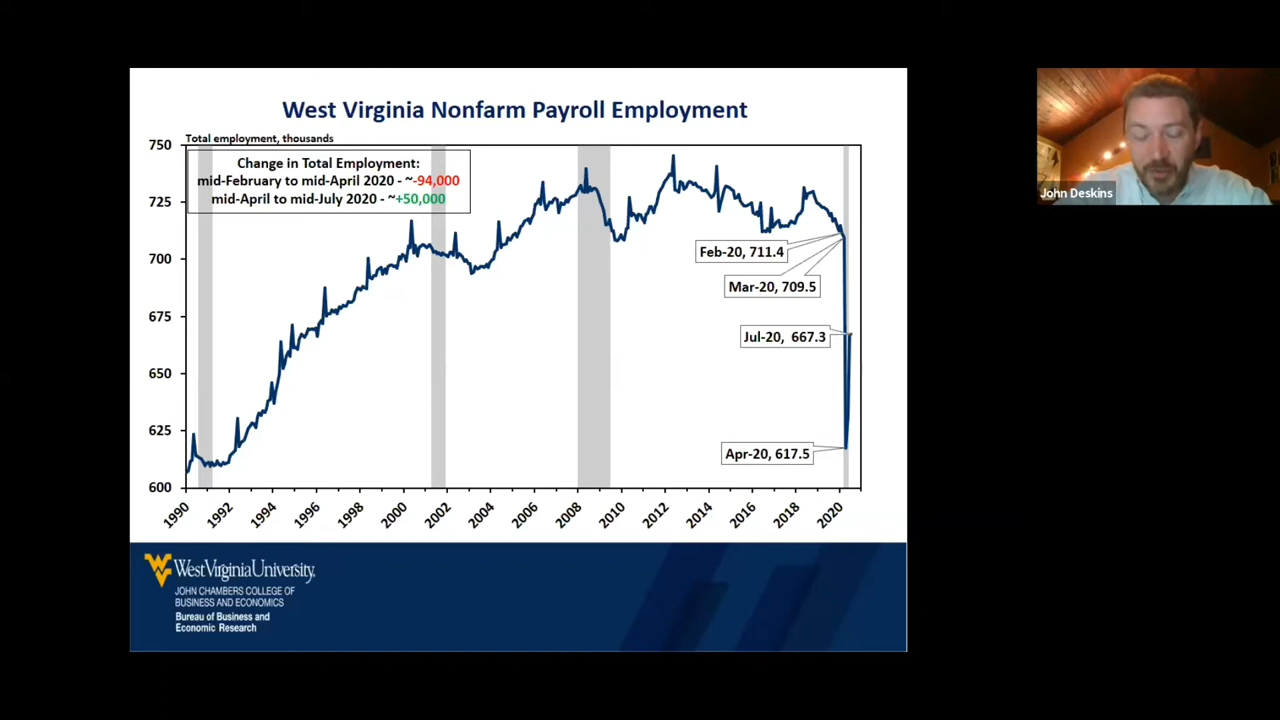 West Virginia Nonfarm Payroll Employment
Total employment, thousands
Change in Total Employment:
mid-February to mid-April 2020 - ~-94,000
mid-April to mid-July 2020 - ~+50,000
750
725
700
675
650
625
600
Feb-20, 711.4
Mar-20, 709.5
Jul-20, 667.3
Apr-20, 617.5
1990
1992
1994
1996
1998
2000
2002
2004
2006
2008
2010
2012
2014
2016
2018
2020
West Virginia University.
JOHN CHAMBERS COLLEGE OF
BUSINESS AND ECONOMICS
Bureau of Business and
Economic Research
John Deskins